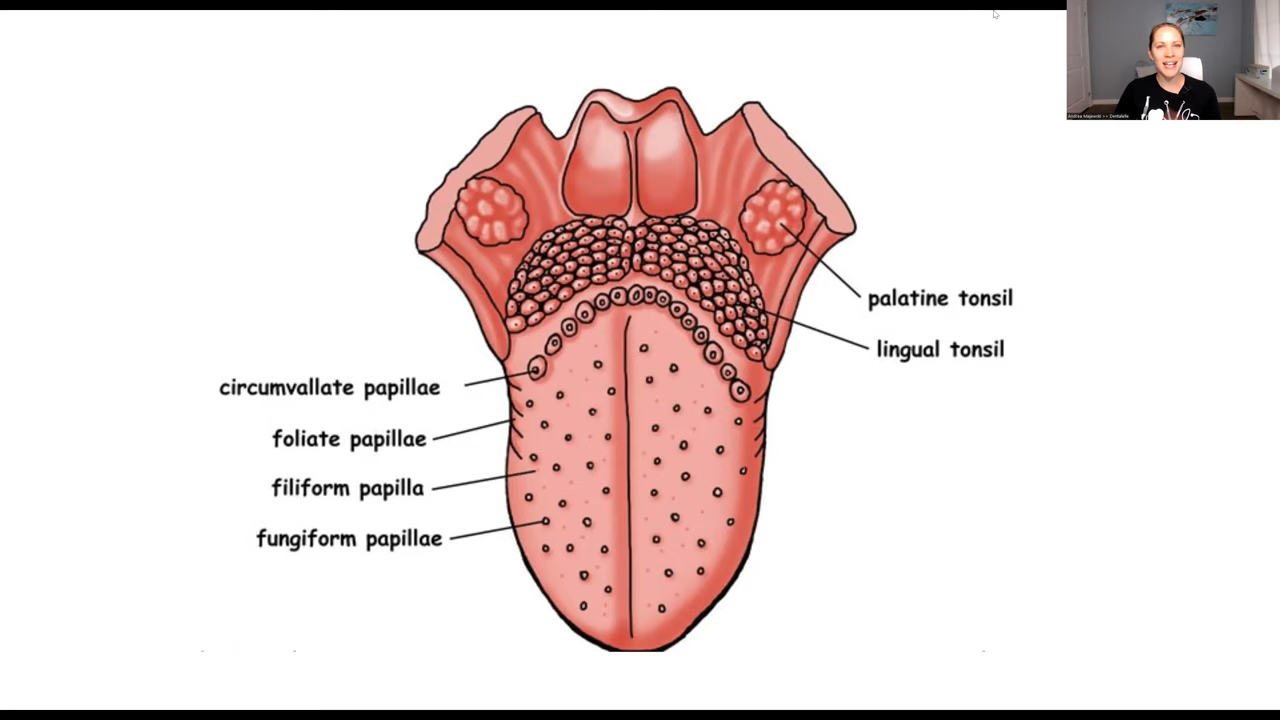 palatine tonsil
lingual tonsil
circumvallate papillae
foliate papillae
filiform papilla
fungiform papillae